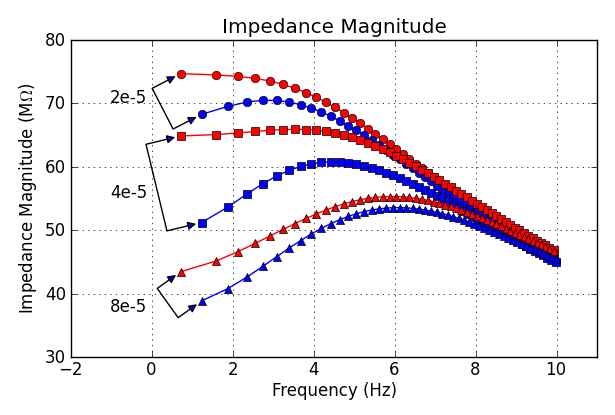 Impedance Magnitude
Impedance Magnitude (MΩ)
80
70
60
50
40
30
2e-5
4e-5
8e-5
−2 0 2 4 6 8 10
Frequency (Hz)